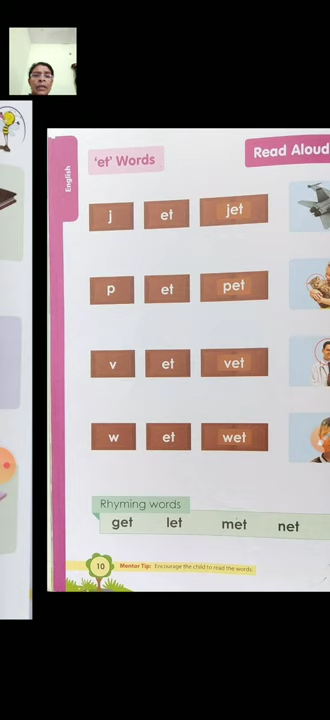 English
'et' Words
Read Aloud
j et jet
p et pet
v et vet
w et wet
Rhyming words
get let met net
10 Mentor Tip: Encourage the child to read the words.